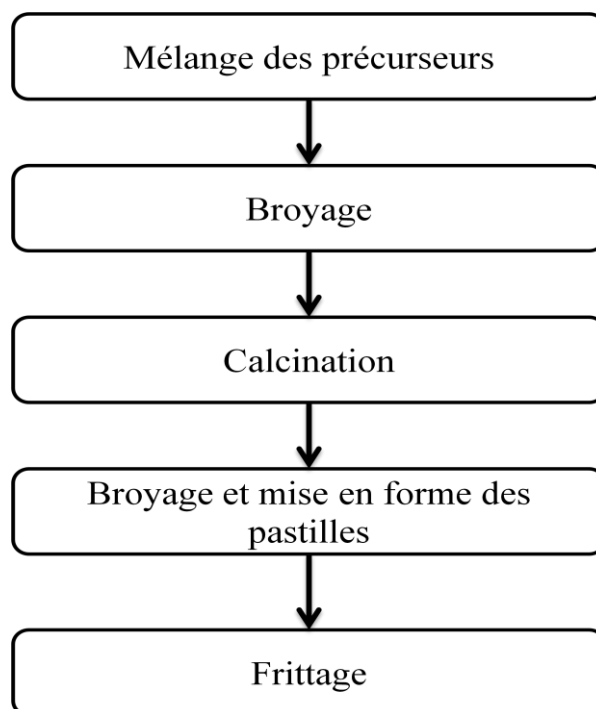 Mélange des précurseurs
Broyage
Calcination
Broyage et mise en forme des
pastilles
Frittage